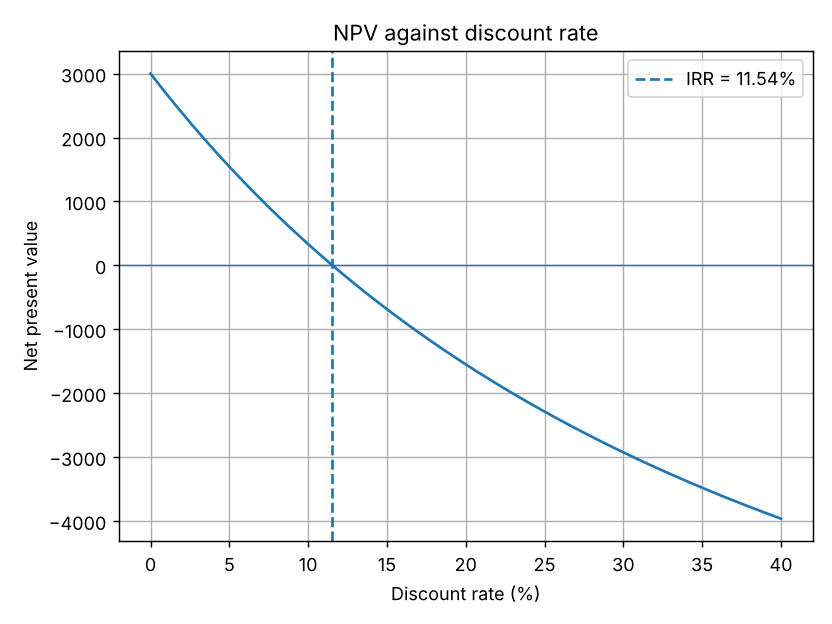 NPV against discount rate
IRR = 11.54%
Net present value
3000
2000
1000
0
−1000
−2000
−3000
−4000
0 5 10 15 20 25 30 35 40
Discount rate (%)